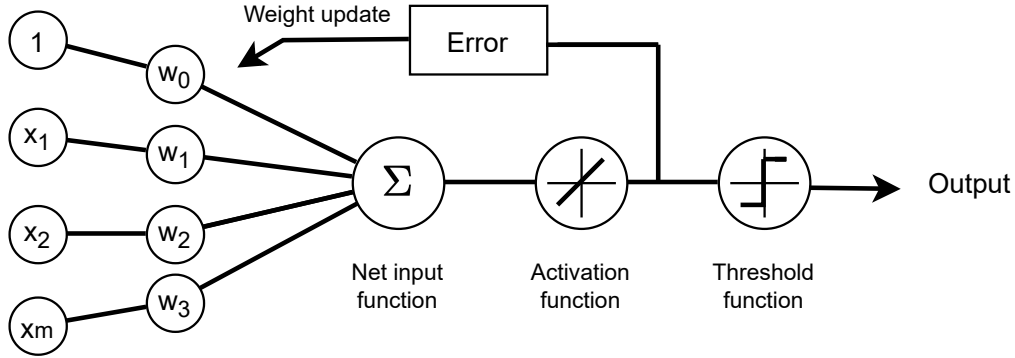 Weight update
Error
1
w0
x1
w1
Σ
Output
x2
w2
xm
w3
Net input
function
Activation
function
Threshold
function